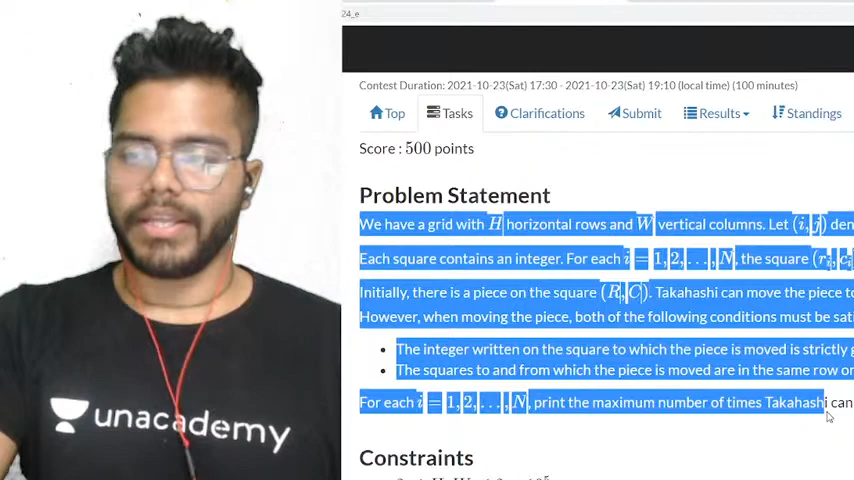 24_e
Contest Duration: 2021-10-23(Sat) 17:30 - 2021-10-23(Sat) 19:10 (local time) (100 minutes)
Top Tasks Clarifications Submit Results Standings
Score : 500 points
Problem Statement
We have a grid with H horizontal rows and W vertical columns. Let (i, j) den
Each square contains an integer. For each i = 1, 2, ..., N, the square (r_i, c_i
Initially, there is a piece on the square (R, C). Takahashi can move the piece to
However, when moving the piece, both of the following conditions must be sati
• The integer written on the square to which the piece is moved is strictly g
• The squares to and from which the piece is moved are in the same row or
For each i = 1, 2, ..., N, print the maximum number of times Takahashi can
Constraints
unacademy